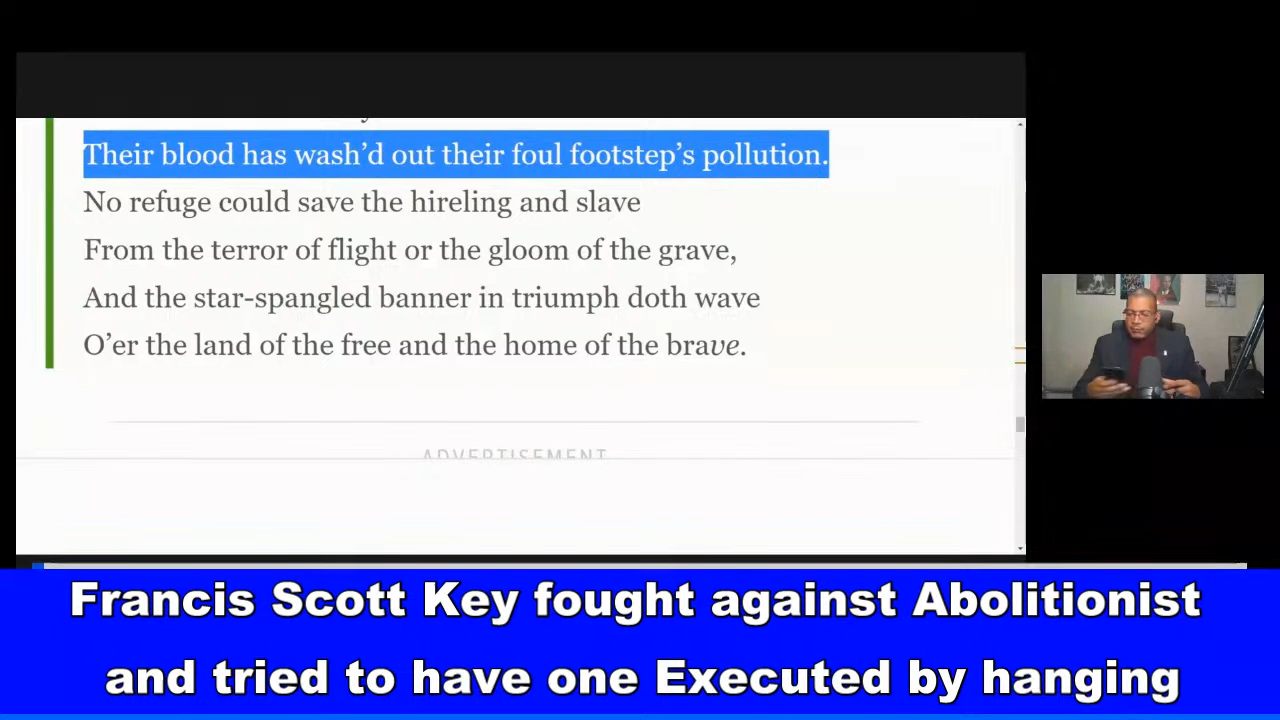 Their blood has wash’d out their foul footstep’s pollution.
No refuge could save the hireling and slave
From the terror of flight or the gloom of the grave,
And the star-spangled banner in triumph doth wave
O’er the land of the free and the home of the brave.
ADVERTISEMENT
Francis Scott Key fought against Abolitionist
and tried to have one Executed by hanging